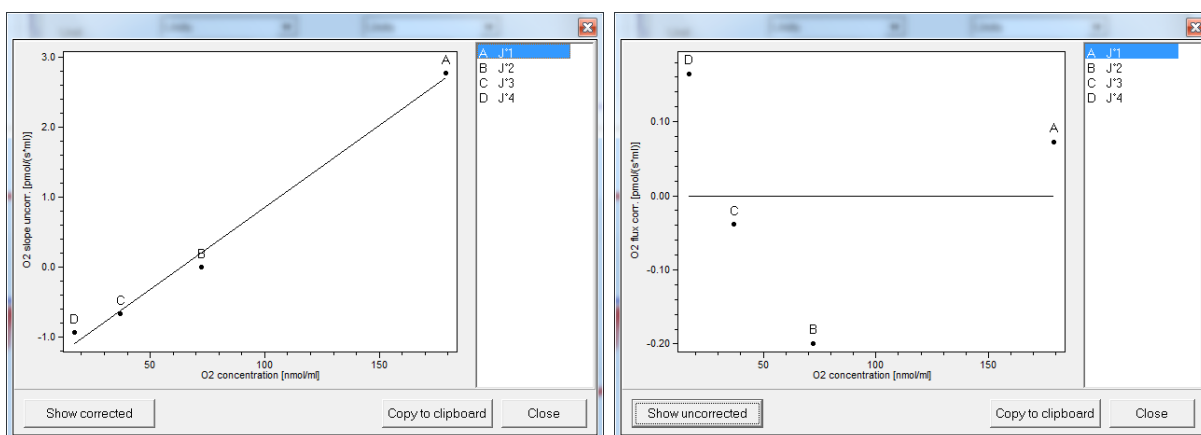 3.0
2.0
1.0
0.0
-1.0
50
100
150
O2 slope uncorr. [pmol/(s*ml)]
O2 concentration [nmol/ml]
A
B
C
D
A J°1
B J°2
C J°3
D J°4
Show corrected
Copy to clipboard
Close
0.10
0.00
-0.10
-0.20
50
100
150
O2 flux corr. [pmol/(s*ml)]
O2 concentration [nmol/ml]
D
A
C
B
A J°1
B J°2
C J°3
D J°4
Show uncorrected
Copy to clipboard
Close